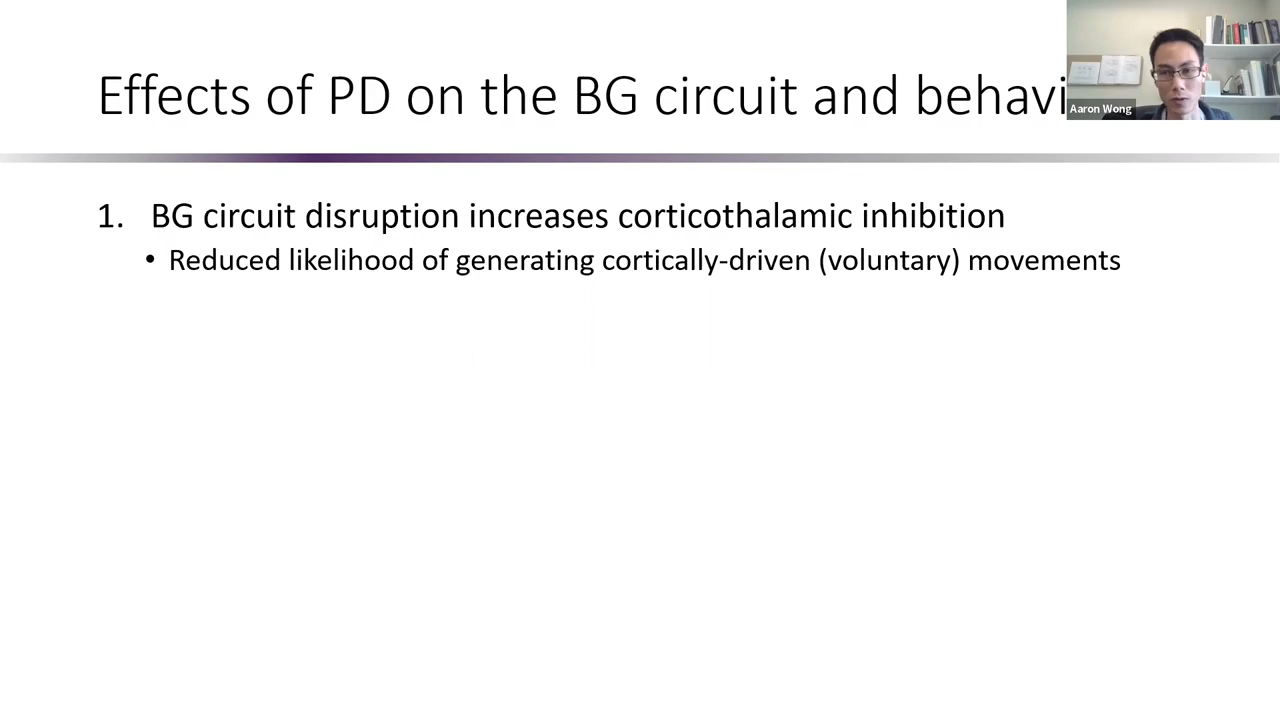 Effects of PD on the BG circuit and behavi
Aaron Wong
1. BG circuit disruption increases corticothalamic inhibition
• Reduced likelihood of generating cortically-driven (voluntary) movements